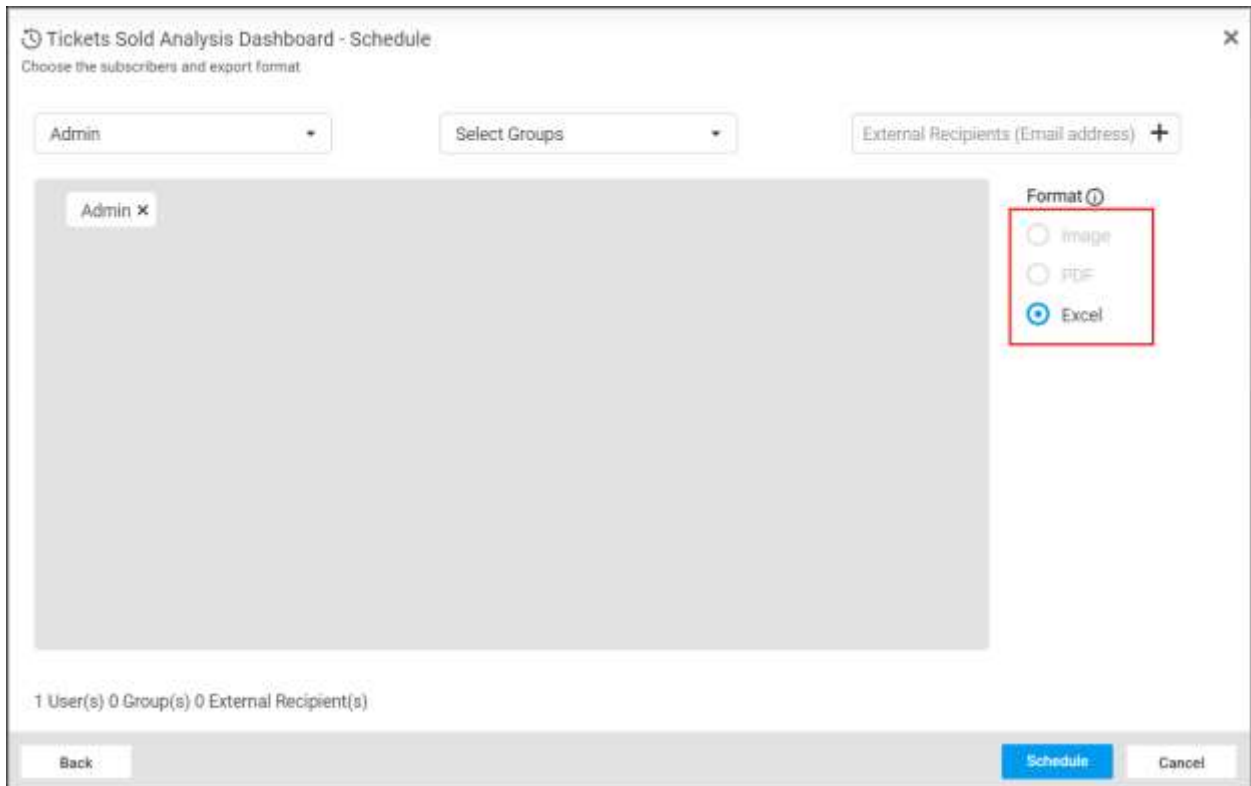 Tickets Sold Analysis Dashboard - Schedule
Choose the subscribers and export format
Admin
Select Groups
External Recipients (Email address)
Admin
Format
Image
PDF
Excel
1 User(s) 0 Group(s) 0 External Recipient(s)
Back
Schedule
Cancel